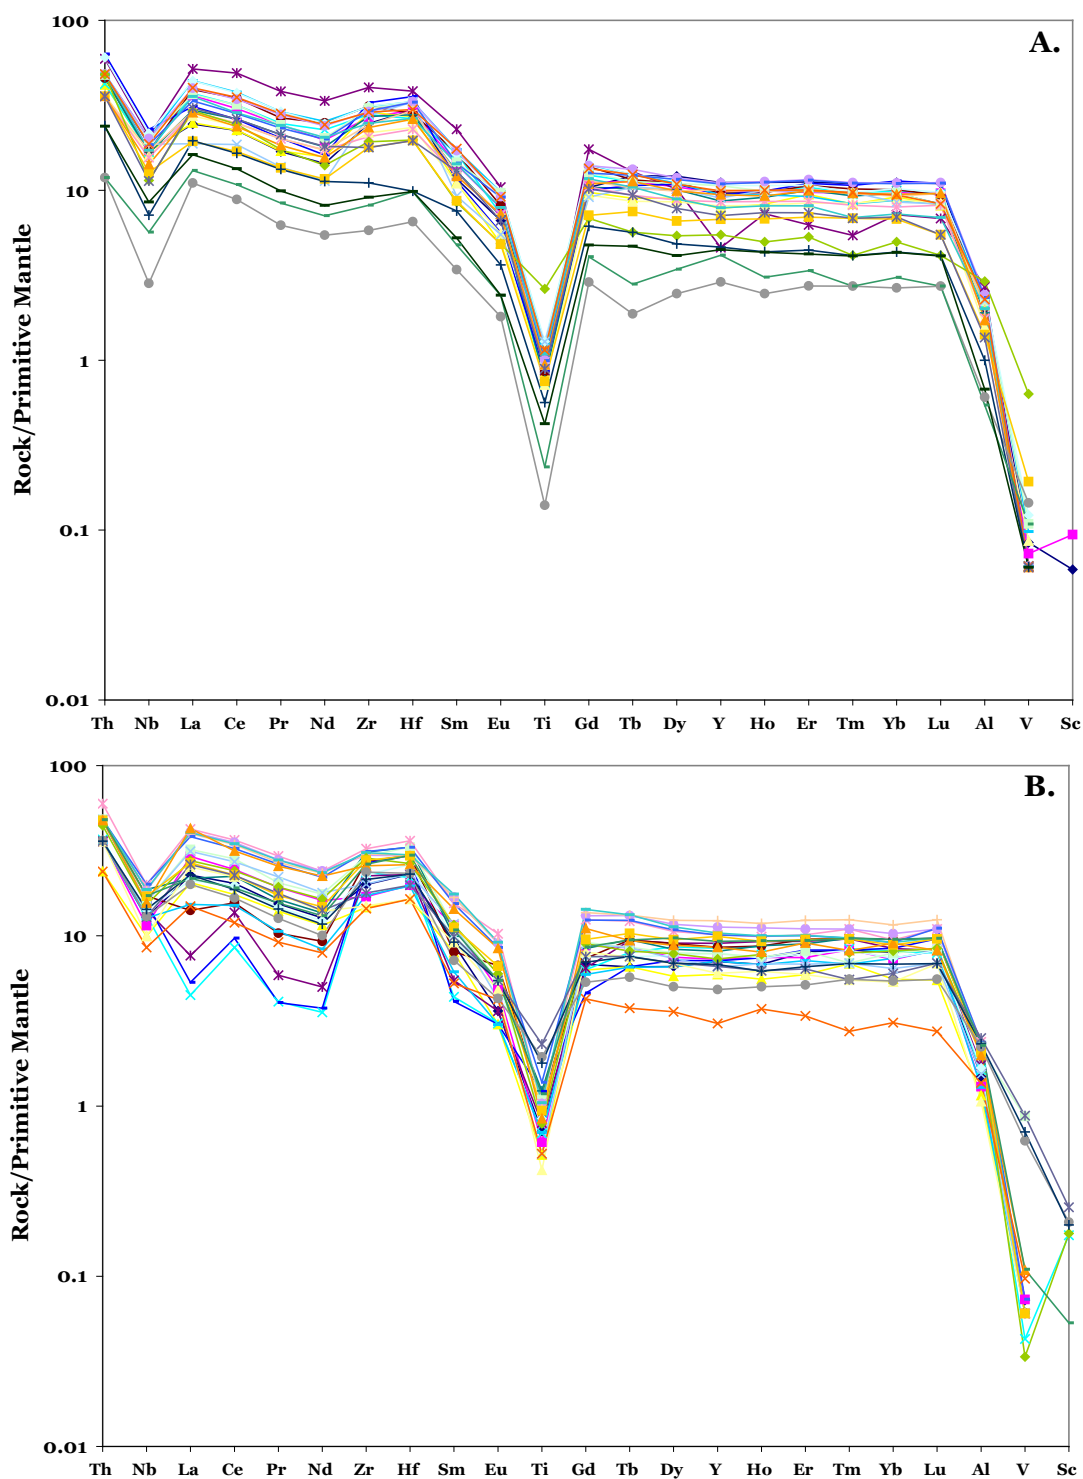 A.
Rock/Primitive Mantle
100
10
1
0.1
0.01
Th Nb La Ce Pr Nd Zr Hf Sm Eu Ti Gd Tb Dy Y Ho Er Tm Yb Lu Al V Sc
B.
Rock/Primitive Mantle
100
10
1
0.1
0.01
Th Nb La Ce Pr Nd Zr Hf Sm Eu Ti Gd Tb Dy Y Ho Er Tm Yb Lu Al V Sc